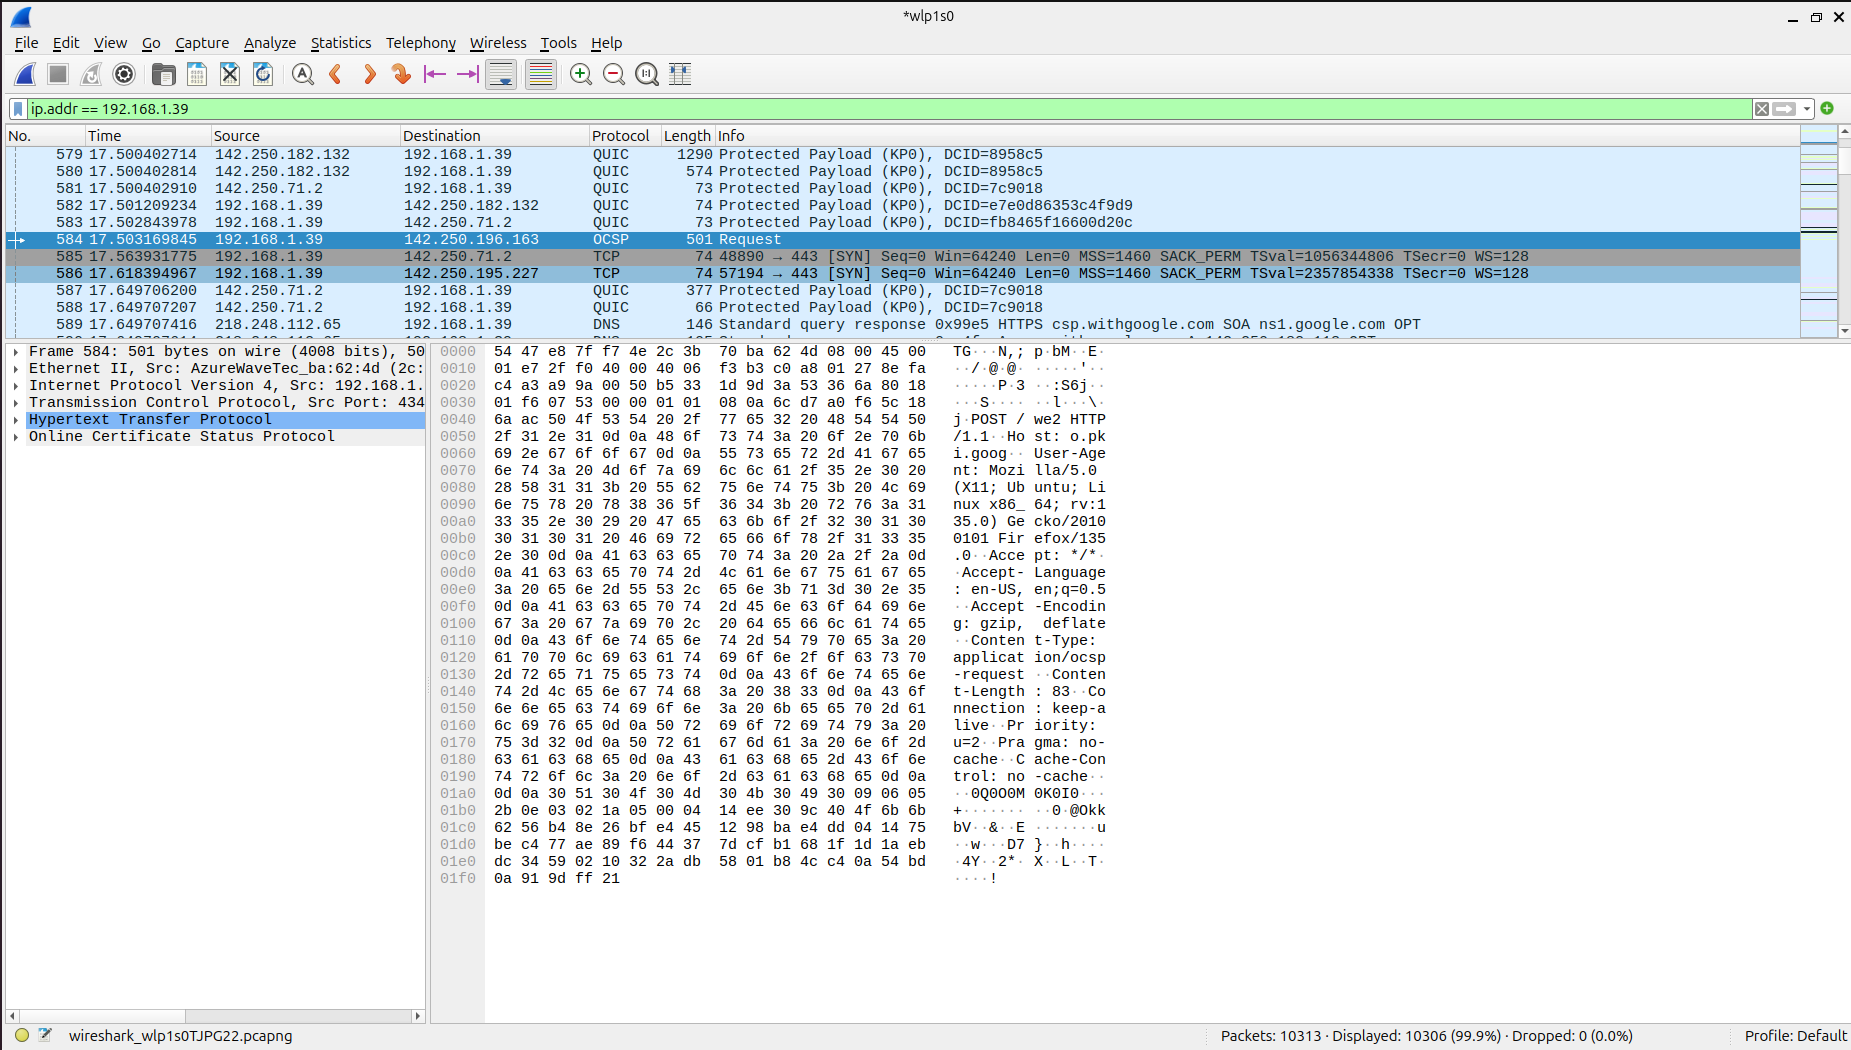 *wlp1s0
File Edit View Go Capture Analyze Statistics Telephony Wireless Tools Help
ip.addr == 192.168.1.39
No. Time Source Destination Protocol Length Info
579 17.500402714 142.250.182.132 192.168.1.39 QUIC 1290 Protected Payload (KP0), DCID=8958c5
580 17.500402814 142.250.182.132 192.168.1.39 QUIC 574 Protected Payload (KP0), DCID=8958c5
581 17.500402910 142.250.71.2 192.168.1.39 QUIC 73 Protected Payload (KP0), DCID=7c9018
582 17.501209234 192.168.1.39 142.250.182.132 QUIC 74 Protected Payload (KP0), DCID=e7e0d86353c4f9d9
583 17.502843978 192.168.1.39 142.250.71.2 QUIC 73 Protected Payload (KP0), DCID=fb8465f16600d20c
584 17.503169845 192.168.1.39 142.250.196.163 OCSP 501 Request
585 17.563931775 192.168.1.39 142.250.71.2 TCP 74 48890 → 443 [SYN] Seq=0 Win=64240 Len=0 MSS=1460 SACK_PERM TSval=1056344806 TSecr=0 WS=128
586 17.618394967 192.168.1.39 142.250.195.227 TCP 74 57194 → 443 [SYN] Seq=0 Win=64240 Len=0 MSS=1460 SACK_PERM TSval=2357854338 TSecr=0 WS=128
587 17.649706200 142.250.71.2 192.168.1.39 QUIC 377 Protected Payload (KP0), DCID=7c9018
588 17.649707207 142.250.71.2 192.168.1.39 QUIC 66 Protected Payload (KP0), DCID=7c9018
589 17.649707416 218.248.112.65 192.168.1.39 DNS 146 Standard query response 0x99e5 HTTPS csp.withgoogle.com SOA ns1.google.com OPT
Frame 584: 501 bytes on wire (4008 bits), 50
Ethernet II, Src: AzureWaveTec_ba:62:4d (2c:
Internet Protocol Version 4, Src: 192.168.1.
Transmission Control Protocol, Src Port: 434
Hypertext Transfer Protocol
Online Certificate Status Protocol
0000 54 47 e8 7f f7 4e 2c 3b 70 ba 62 4d 08 00 45 00 TG···N,; p·bM··E·
0010 01 e7 2f f0 40 00 40 06 f3 b3 c0 a8 01 27 8e fa ··/·@·@· ·····'··
0020 c4 a3 a9 9a 00 50 b5 33 1d 9d 3a 53 36 6a 80 18 ·····P·3 ··:S6j··
0030 01 f6 07 53 00 00 01 01 08 0a 6c d7 a0 f6 5c 18 ···S···· ··l···\·
0040 6a ac 50 4f 53 54 20 2f 77 65 32 20 48 54 54 50 j·POST / we2 HTTP
0050 2f 31 2e 31 0d 0a 48 6f 73 74 3a 20 6f 2e 70 6b /1.1··Ho st: o.pk
0060 69 2e 67 6f 6f 67 0d 0a 55 73 65 72 2d 41 67 65 i.goog·· User-Age
0070 6e 74 3a 20 4d 6f 7a 69 6c 6c 61 2f 35 2e 30 20 nt: Mozi lla/5.0
0080 28 58 31 31 3b 20 55 62 75 6e 74 75 3b 20 4c 69 (X11; Ub untu; Li
0090 6e 75 78 20 78 38 36 5f 36 34 3b 20 72 76 3a 31 nux x86_ 64; rv:1
00a0 33 35 2e 30 29 20 47 65 63 6b 6f 2f 32 30 31 30 35.0) Ge cko/2010
00b0 30 31 30 31 20 46 69 72 65 66 6f 78 2f 31 33 35 0101 Fir efox/135
00c0 2e 30 0d 0a 41 63 63 65 70 74 3a 20 2a 2f 2a 0d .0··Acce pt: */*·
00d0 0a 41 63 63 65 70 74 2d 4c 61 6e 67 75 61 67 65 ·Accept- Language
00e0 3a 20 65 6e 2d 55 53 2c 65 6e 3b 71 3d 30 2e 35 : en-US, en;q=0.5
00f0 0d 0a 41 63 63 65 70 74 2d 45 6e 63 6f 64 69 6e ··Accept -Encodin
0100 67 3a 20 67 7a 69 70 2c 20 64 65 66 6c 61 74 65 g: gzip, deflate
0110 0d 0a 43 6f 6e 74 65 6e 74 2d 54 79 70 65 3a 20 ··Conten t-Type:
0120 61 70 70 6c 69 63 61 74 69 6f 6e 2f 6f 63 73 70 applicat ion/ocsp
0130 2d 72 65 71 75 65 73 74 0d 0a 43 6f 6e 74 65 6e -request ··Conten
0140 74 2d 4c 65 6e 67 74 68 3a 20 38 33 0d 0a 43 6f t-Length : 83··Co
0150 6e 6e 65 63 74 69 6f 6e 3a 20 6b 65 65 70 2d 61 nnection : keep-a
0160 6c 69 76 65 0d 0a 50 72 69 6f 72 69 74 79 3a 20 live··Pr iority:
0170 75 3d 32 0d 0a 50 72 61 67 6d 61 3a 20 6e 6f 2d u=2··Pra gma: no-
0180 63 61 63 68 65 0d 0a 43 61 63 68 65 2d 43 6f 6e cache··C ache-Con
0190 74 72 6f 6c 3a 20 6e 6f 2d 63 61 63 68 65 0d 0a trol: no -cache··
01a0 0d 0a 30 51 30 4f 30 4d 30 4b 30 49 30 09 06 05 ··0Q0O0M 0K0I0···
01b0 2b 0e 03 02 1a 05 00 04 14 ee 30 9c 40 4f 6b 6b +······· ··0·@Okk
01c0 62 56 b4 8e 26 bf e4 45 12 98 ba e4 dd 04 14 75 bV··&··E ·······u
01d0 be c4 77 ae 89 f6 44 37 7d cf b1 68 1f 1d 1a eb ··w···D7 }··h····
01e0 dc 34 59 02 10 32 2a db 58 01 b8 4c c4 0a 54 bd ·4Y··2*· X··L··T·
01f0 0a 91 9d ff 21 ····!
wireshark_wlp1s0TJPG22.pcapng Packets: 10313 · Displayed: 10306 (99.9%) · Dropped: 0 (0.0%) Profile: Default